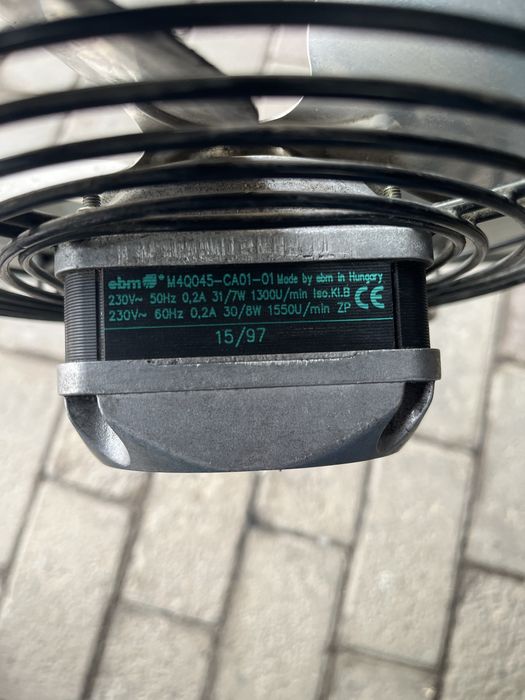 ebm M4Q045-CA01-01 Made by ebm in Hungary
230V~ 50Hz 0,2A 31/7W 1300U/min Iso.Kl.B CE
230V~ 60Hz 0,2A 30/8W 1550U/min ZP
15/97